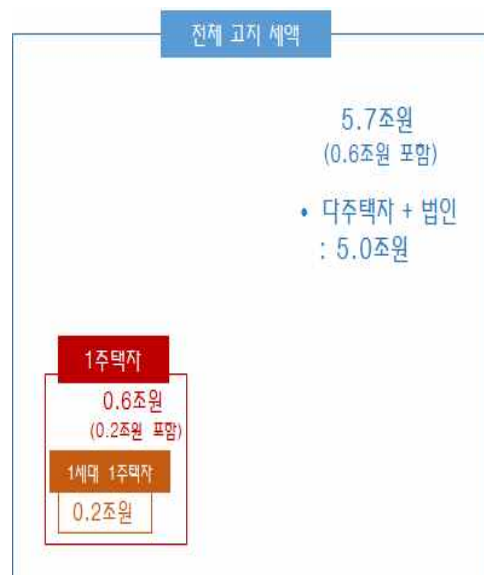 전체 고지 세액
5.7조원
(0.6조원 포함)
• 다주택자 + 법인
: 5.0조원
1주택자
0.6조원
(0.2조원 포함)
1세대 1주택자
0.2조원